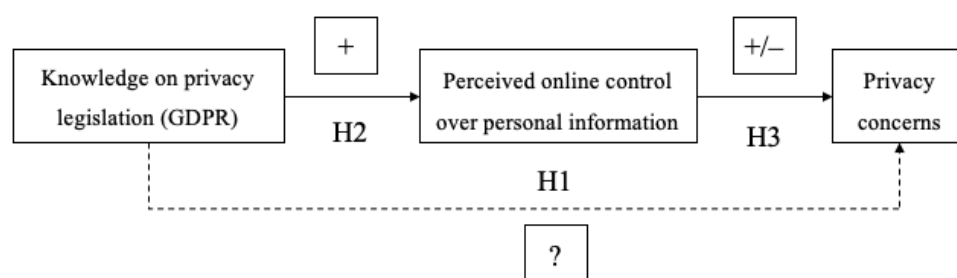 +
+/–
Knowledge on privacy
legislation (GDPR)
Perceived online control
over personal information
Privacy
concerns
H2
H3
H1
?